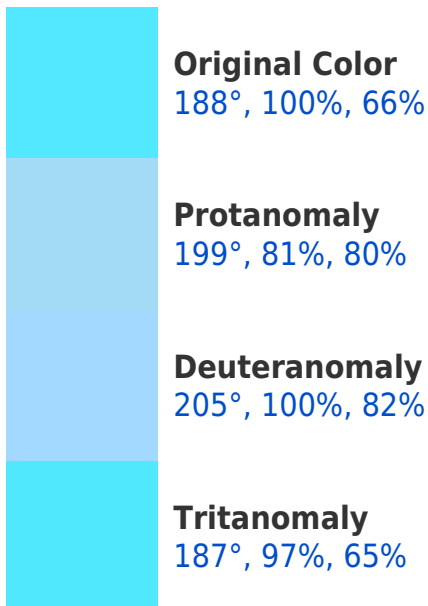 Original Color
188°, 100%, 66%
Protanomaly
199°, 81%, 80%
Deuteranomaly
205°, 100%, 82%
Tritanomaly
187°, 97%, 65%